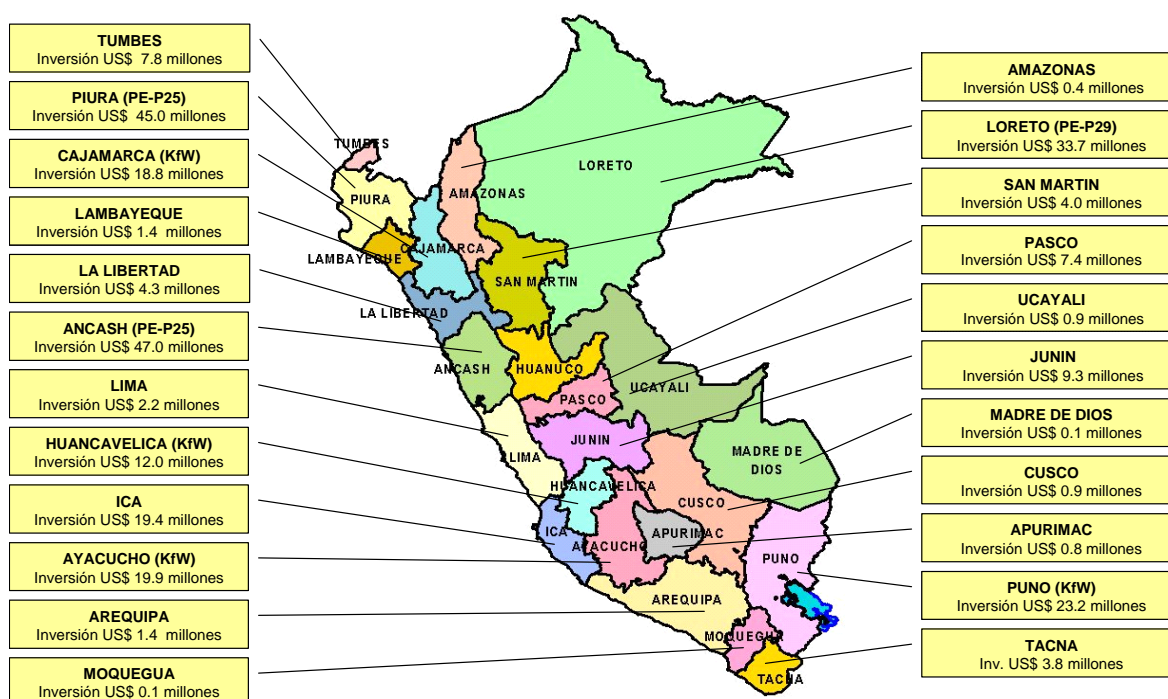 TUMBES
Inversión US$ 7.8 millones
PIURA (PE-P25)
Inversión US$ 45.0 millones
CAJAMARCA (KfW)
Inversión US$ 18.8 millones
LAMBAYEQUE
Inversión US$ 1.4 millones
LA LIBERTAD
Inversión US$ 4.3 millones
ANCASH (PE-P25)
Inversión US$ 47.0 millones
LIMA
Inversión US$ 2.2 millones
HUANCAVELICA (KfW)
Inversión US$ 12.0 millones
ICA
Inversión US$ 19.4 millones
AYACUCHO (KfW)
Inversión US$ 19.9 millones
AREQUIPA
Inversión US$ 1.4 millones
MOQUEGUA
Inversión US$ 0.1 millones
TUMBES
PIURA
LAMBAYEQUE
CAJAMARCA
AMAZONAS
LORETO
SAN MARTIN
LA LIBERTAD
ANCASH
HUANUCO
PASCO
UCAYALI
LIMA
JUNIN
MADRE DE
DIOS
HUANCAVELICA
CUSCO
ICA
AYACUCHO
APURIMAC
PUNO
AREQUIPA
MOQUEGUA
TACNA
AMAZONAS
Inversión US$ 0.4 millones
LORETO (PE-P29)
Inversión US$ 33.7 millones
SAN MARTIN
Inversión US$ 4.0 millones
PASCO
Inversión US$ 7.4 millones
UCAYALI
Inversión US$ 0.9 millones
JUNIN
Inversión US$ 9.3 millones
MADRE DE DIOS
Inversión US$ 0.1 millones
CUSCO
Inversión US$ 0.9 millones
APURIMAC
Inversión US$ 0.8 millones
PUNO (KfW)
Inversión US$ 23.2 millones
TACNA
Inv. US$ 3.8 millones